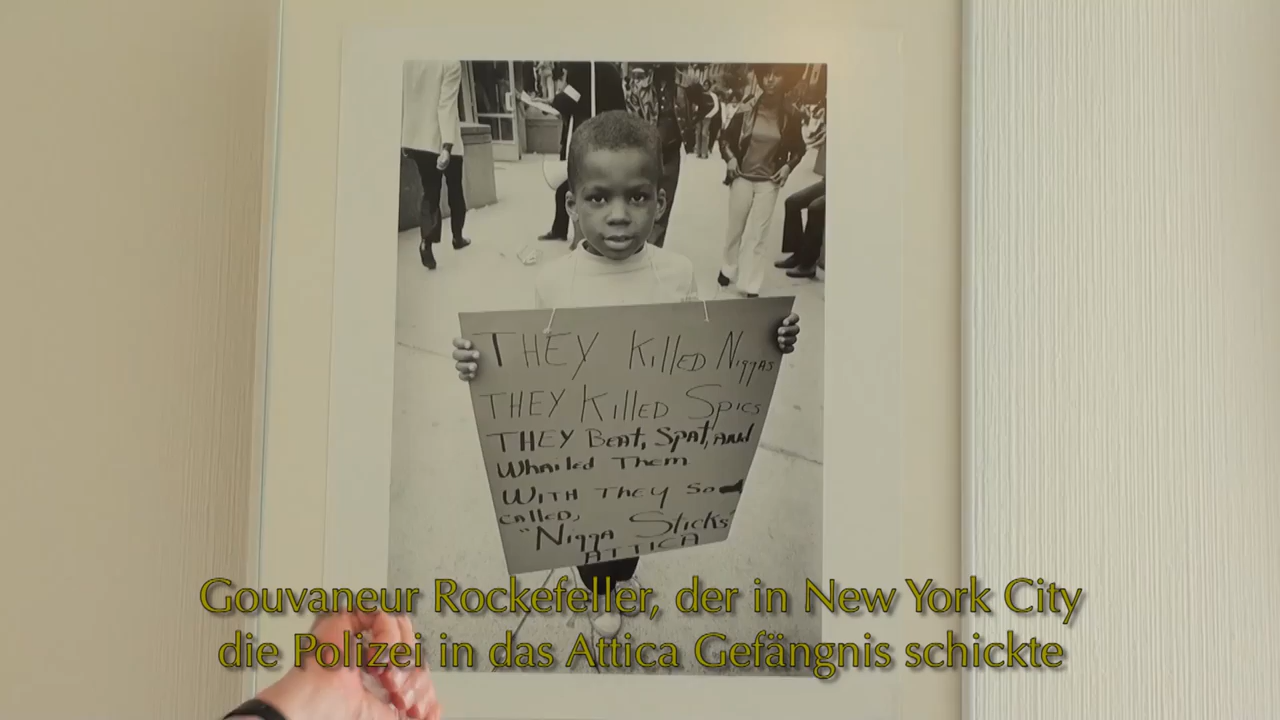 THEY KillED NiggAs
THEY KillED Spics
THEY BEAt, SpAt, AND
WhAilEd ThEm
WITH THEY So
cAllED,
"NiggA Sticks"
ATTICA
Gouvaneur Rockefeller, der in New York City
die Polizei in das Attica Gefängnis schickte